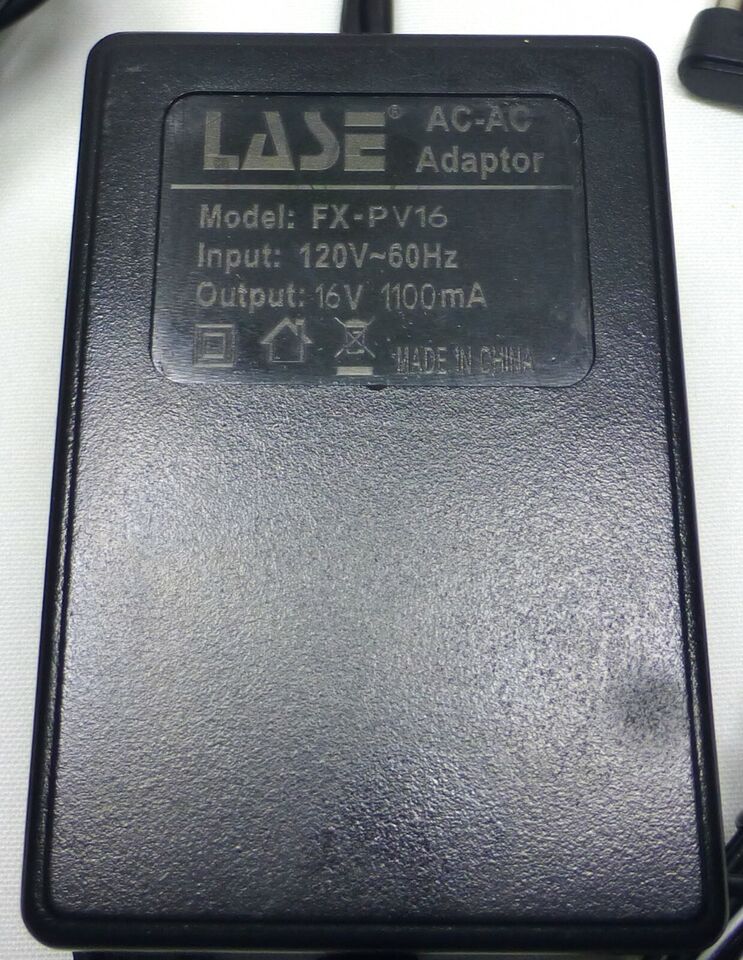 LASE® AC-AC
Adaptor
Model: FX-PV16
Input: 120V~60Hz
Output: 16V 1100mA
MADE IN CHINA